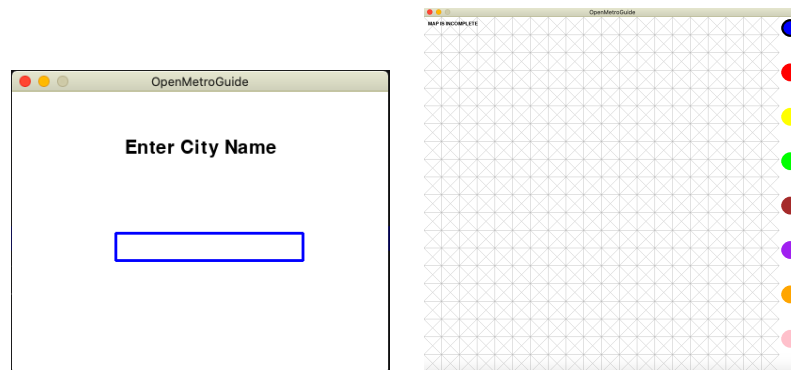 OpenMetroGuide
Enter City Name
OpenMetroGuide
MAP IS INCOMPLETE